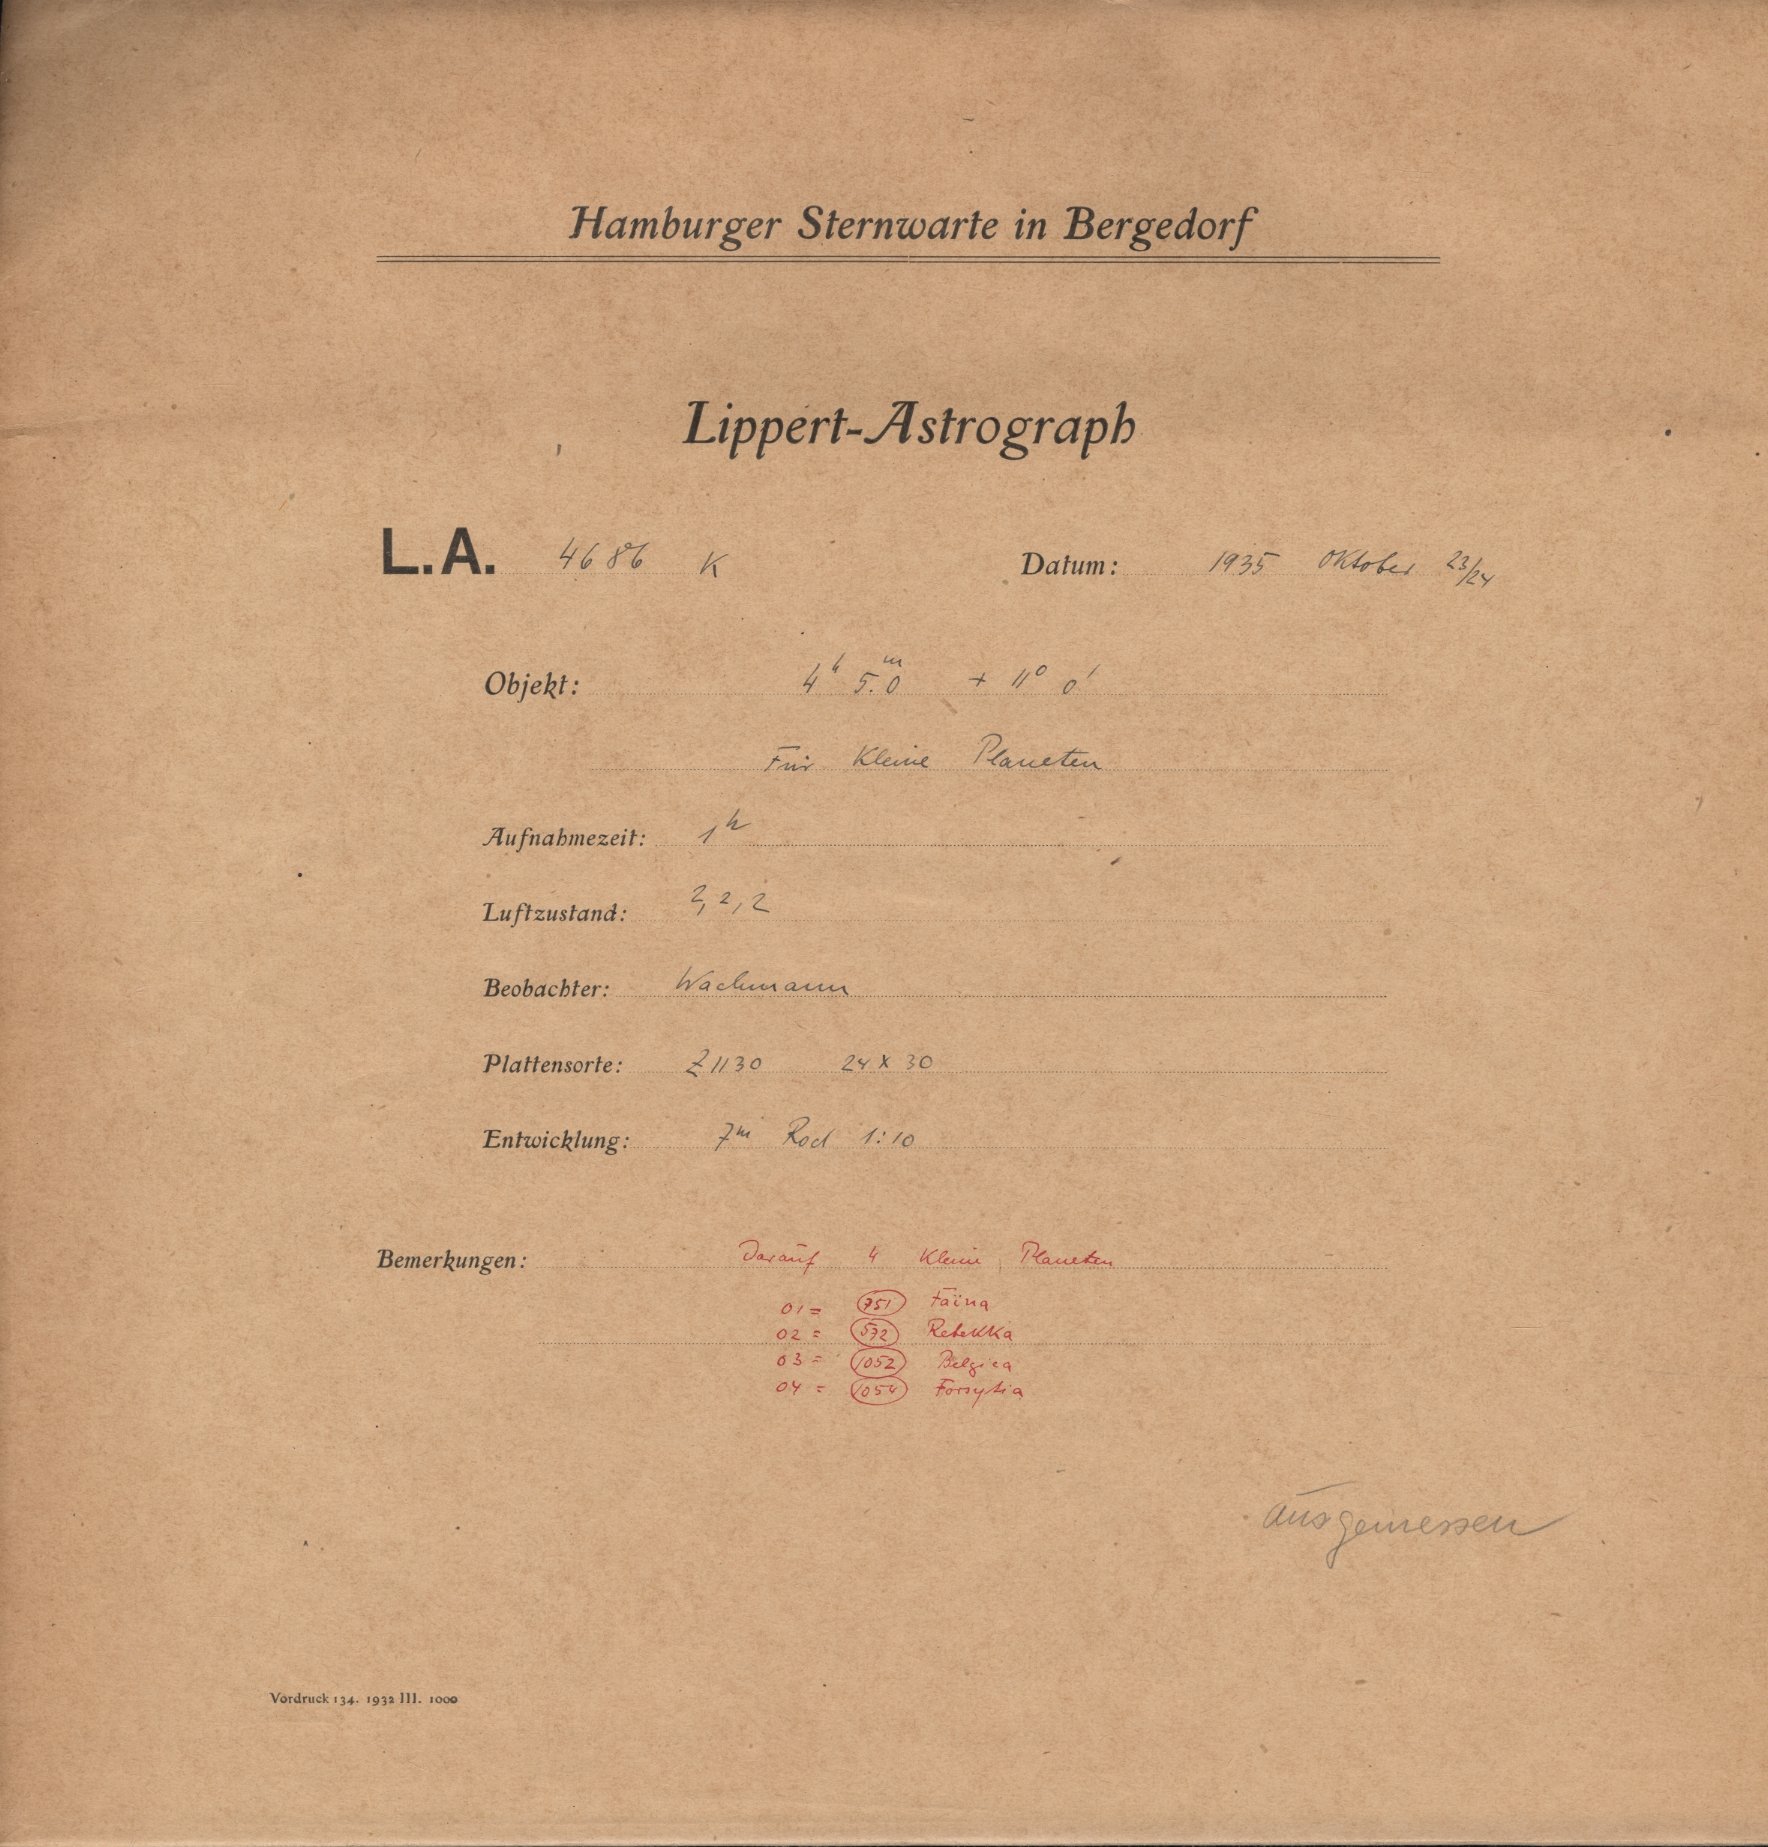 Hamburger Sternwarte in Bergedorf
Lippert-Astrograph
L.A. 4686 K Datum: 1935 Oktober 23/24
Objekt: 4h 5.0m + 11° 0'
Für Kleine Planeten
Aufnahmezeit: 1h
Luftzustand: 2, 2, 2
Beobachter: Wachmann
Plattensorte: Z 1130 24 x 30
Entwicklung: 7m Rod 1:10
Bemerkungen: Darauf 4 Kleine Planeten
01 = 751 Faïna
02 = 572 Rebekka
03 = 1052 Belgica
04 = 1054 Forsytia
ausgemessen
Vordruck 134. 1932 III. 1000